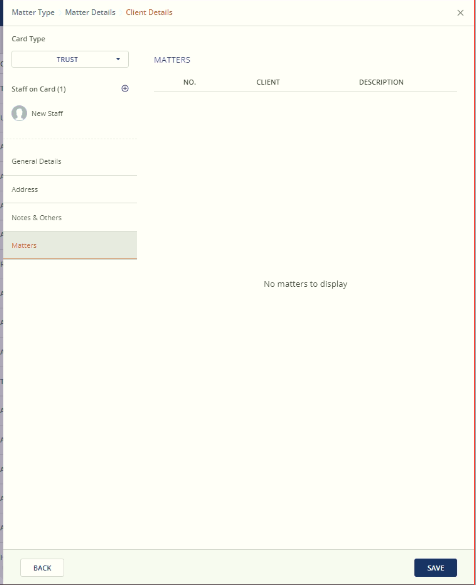 Matter Type Matter Details Client Details
Card Type
TRUST
Staff on Card (1)
New Staff
General Details
Address
Notes & Others
Matters
MATTERS
NO. CLIENT DESCRIPTION
No matters to display
BACK SAVE